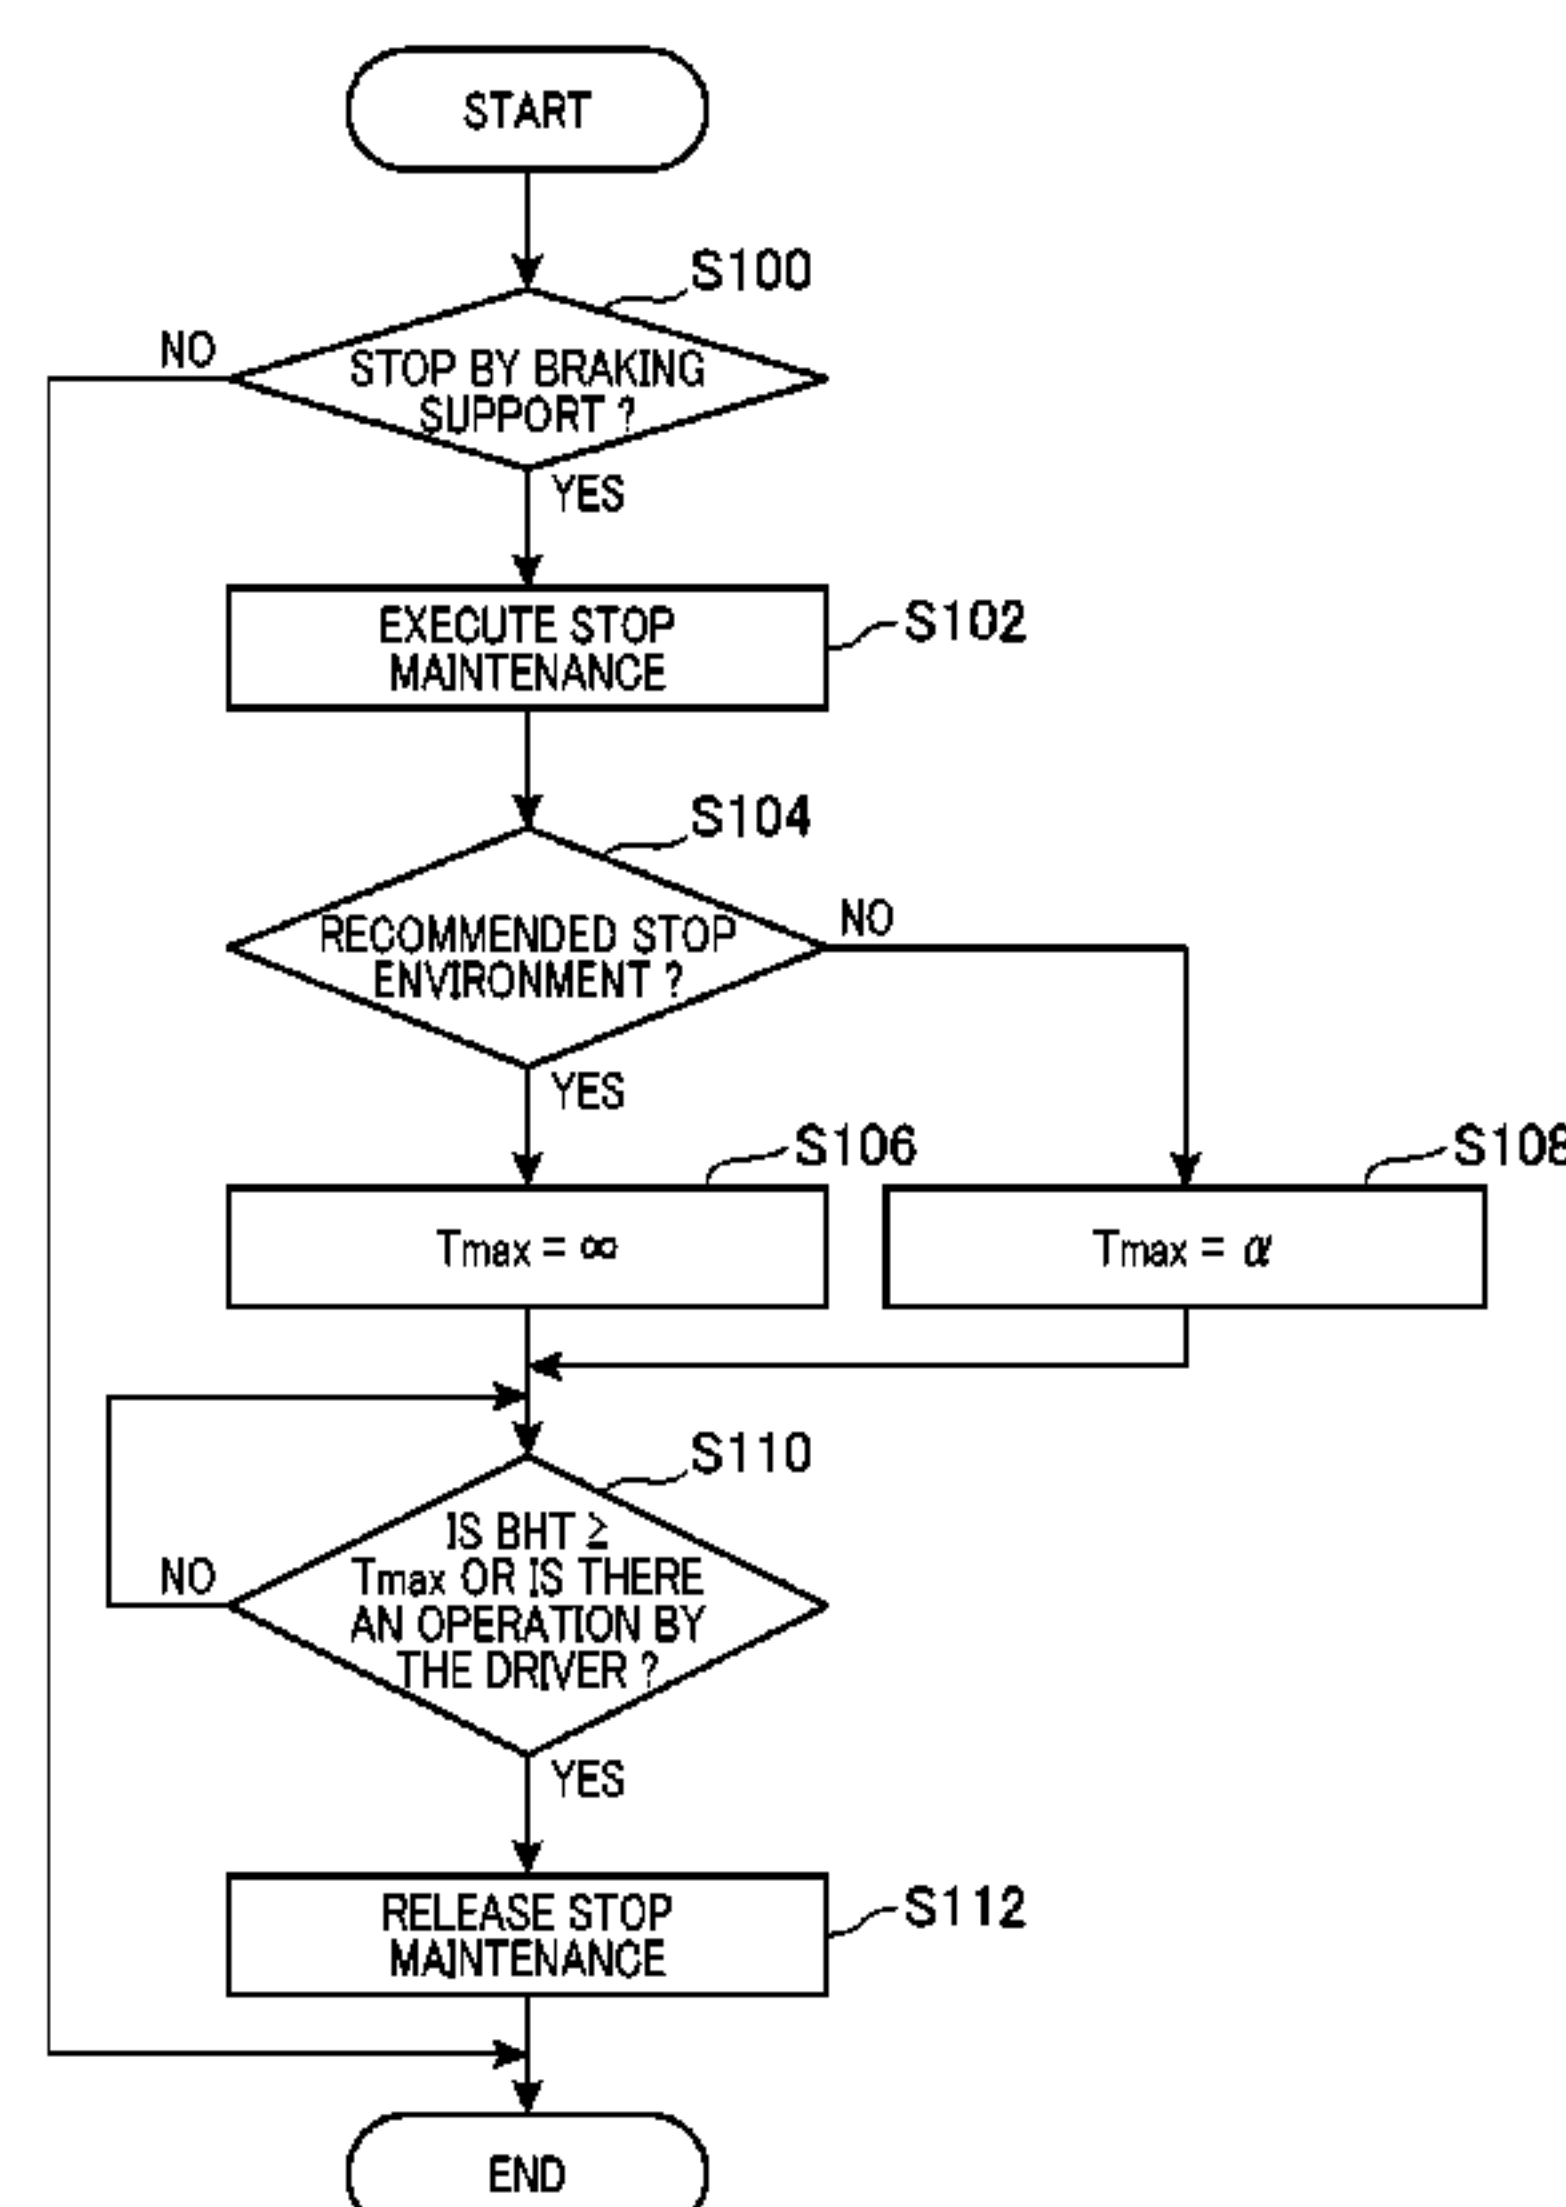 START
S100
NO
STOP BY BRAKING
SUPPORT ?
YES
EXECUTE STOP
MAINTENANCE
S102
S104
RECOMMENDED STOP
ENVIRONMENT ?
NO
YES
S106
S108
Tmax = ∞
Tmax = α
S110
IS BHT ≥
Tmax OR IS THERE
AN OPERATION BY
THE DRIVER ?
NO
YES
RELEASE STOP
MAINTENANCE
S112
END